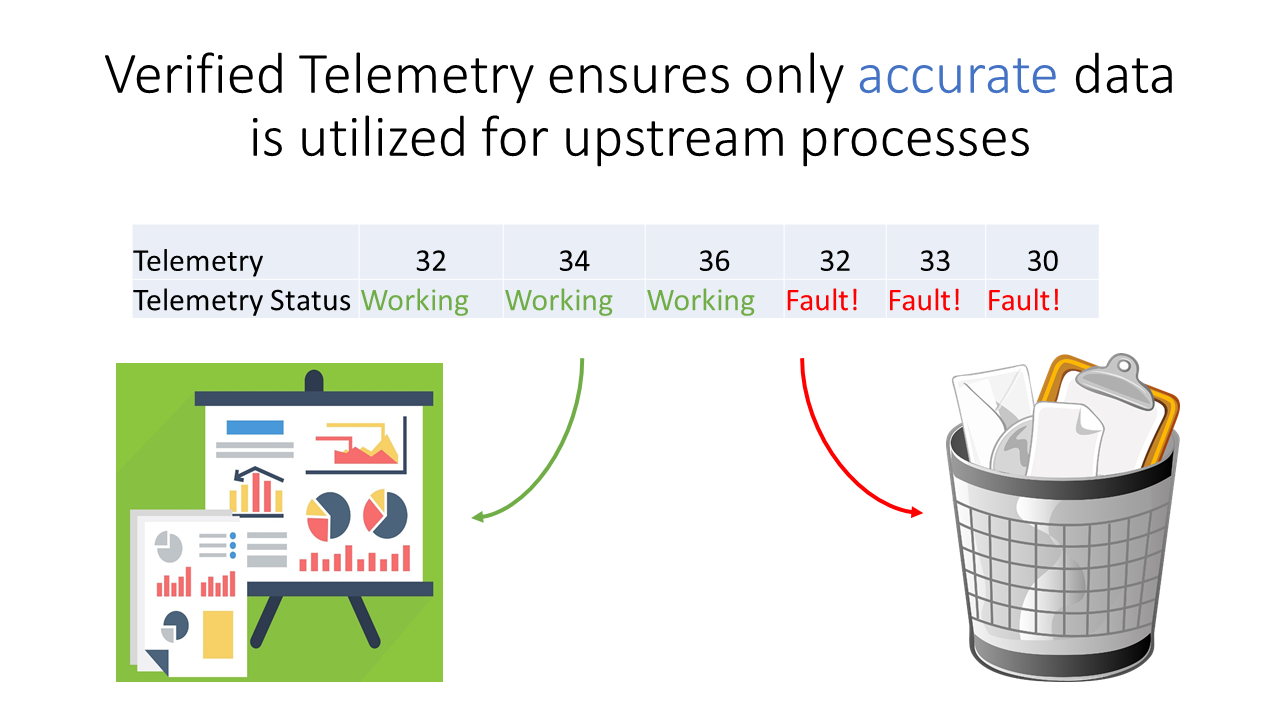 Verified Telemetry ensures only accurate data
is utilized for upstream processes
Telemetry 32 34 36 32 33 30
Telemetry Status Working Working Working Fault! Fault! Fault!